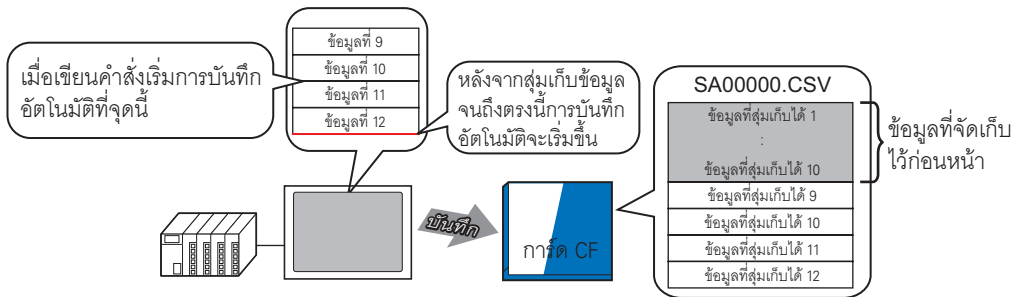 เมื่อเขียนคำสั่งเริ่มการบันทึก
อัตโนมัติที่จุดนี้
ข้อมูลที่ 9
ข้อมูลที่ 10
ข้อมูลที่ 11
ข้อมูลที่ 12
หลังจากสุ่มเก็บข้อมูล
จนถึงตรงนี้การบันทึก
อัตโนมัติจะเริ่มขึ้น
บันทึก
การ์ด CF
SA00000.CSV
ข้อมูลที่สุ่มเก็บได้ 1
:
ข้อมูลที่สุ่มเก็บได้ 10
ข้อมูลที่สุ่มเก็บได้ 9
ข้อมูลที่สุ่มเก็บได้ 10
ข้อมูลที่สุ่มเก็บได้ 11
ข้อมูลที่สุ่มเก็บได้ 12
ข้อมูลที่จัดเก็บ
ไว้ก่อนหน้า